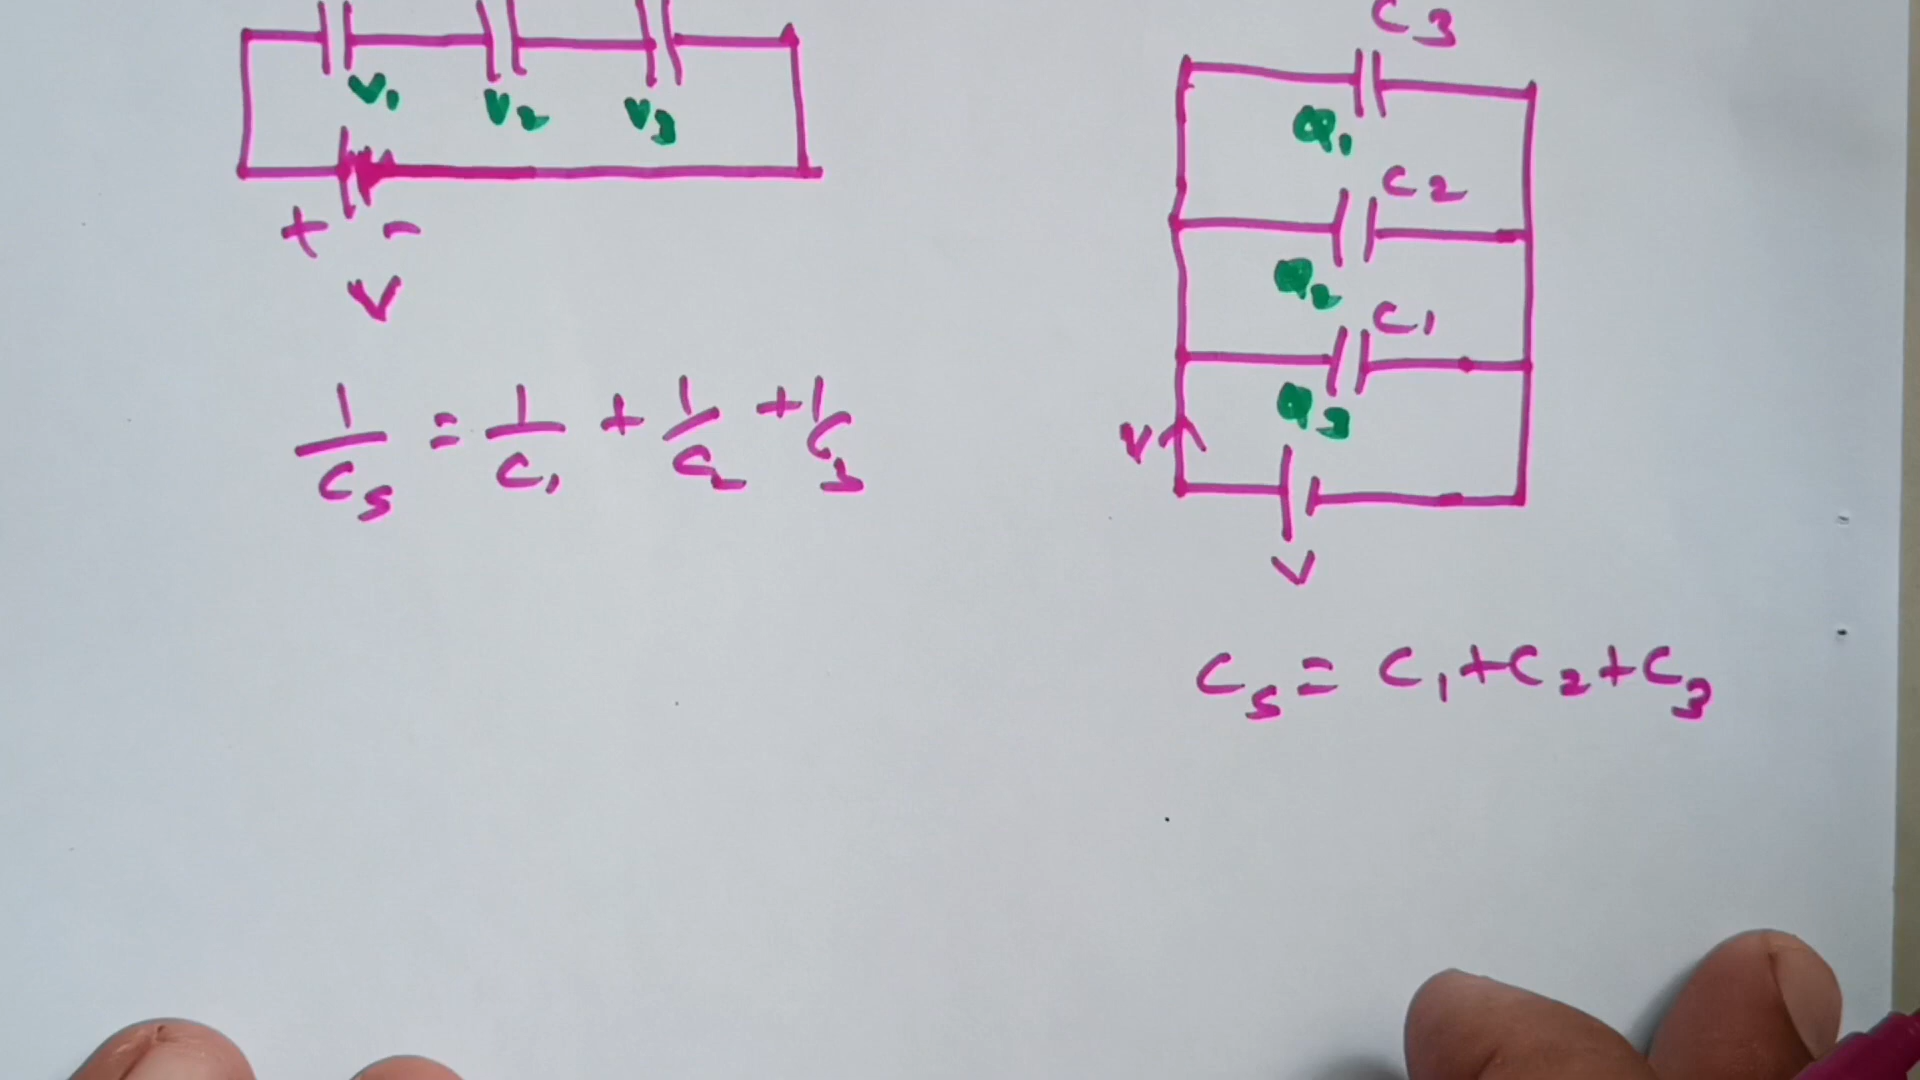 V1 V2 V3
+ -
V
1/Cs = 1/C1 + 1/C2 + 1/C3
C3
Q1
C2
Q2
C1
Q3
V
V
Cs = C1+C2+C3